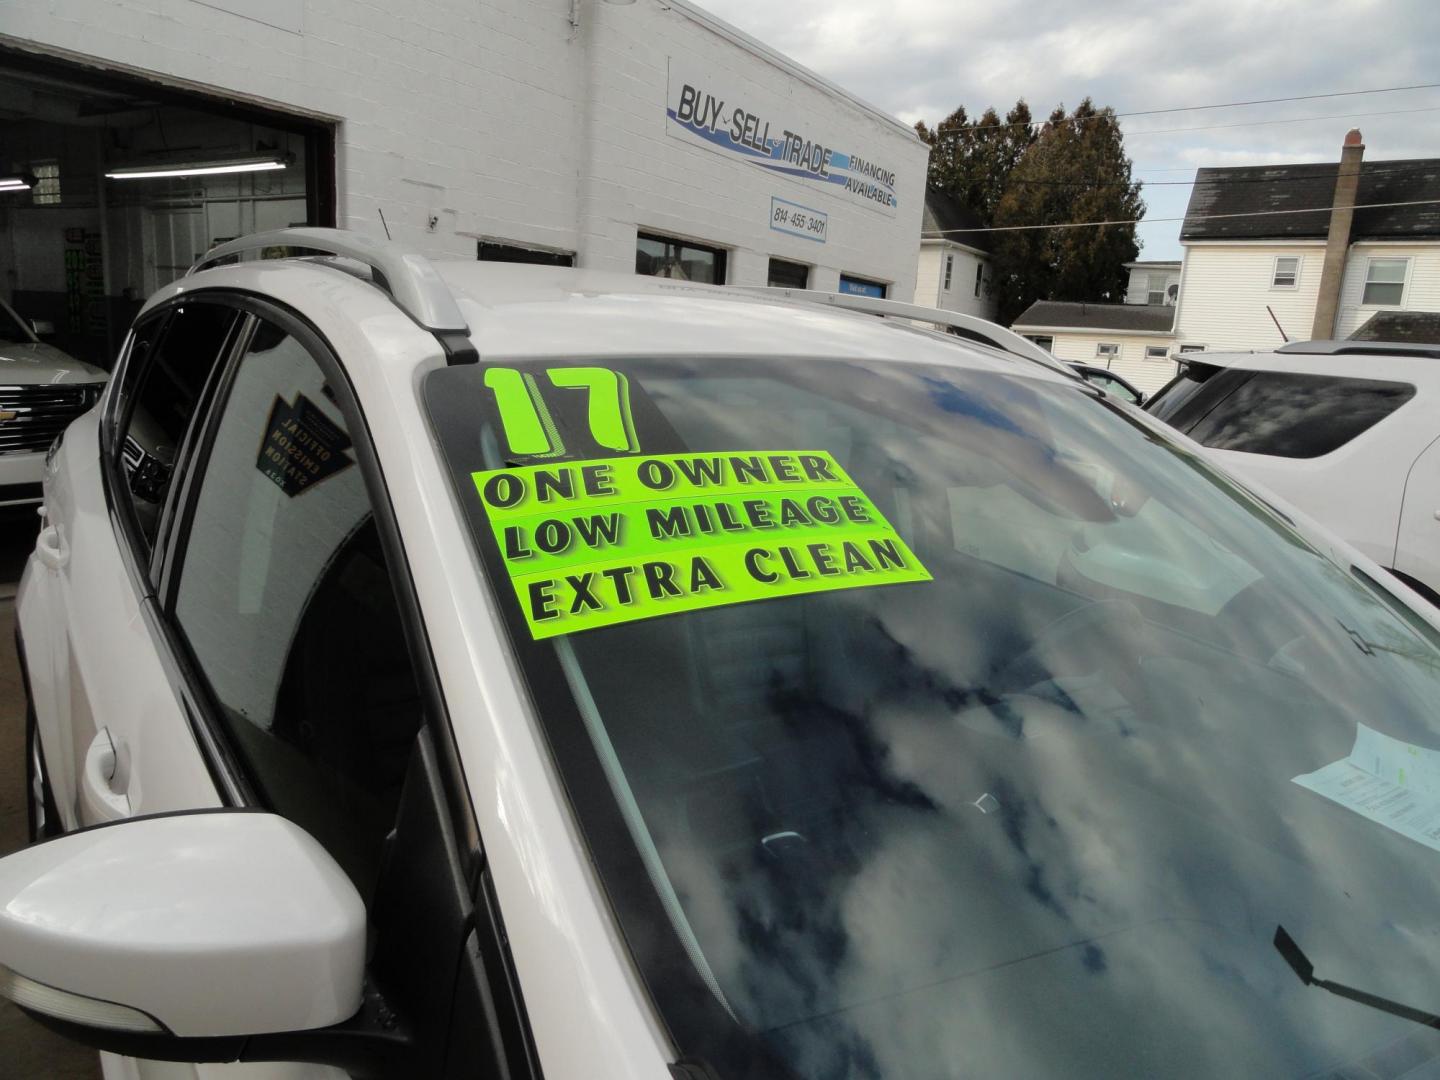 BUY-SELL-TRADE
FINANCING
AVAILABLE
814-455-3401
17
ONE OWNER
LOW MILEAGE
EXTRA CLEAN
OFFICIAL
EMISSION
STATION